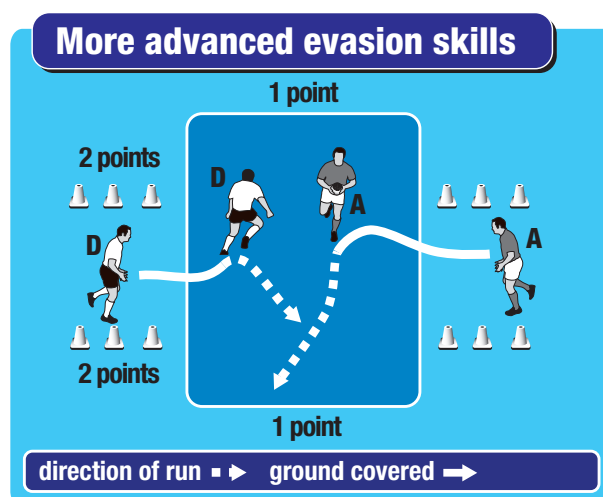 More advanced evasion skills
1 point
2 points
D
A
D
A
2 points
1 point
direction of run ground covered